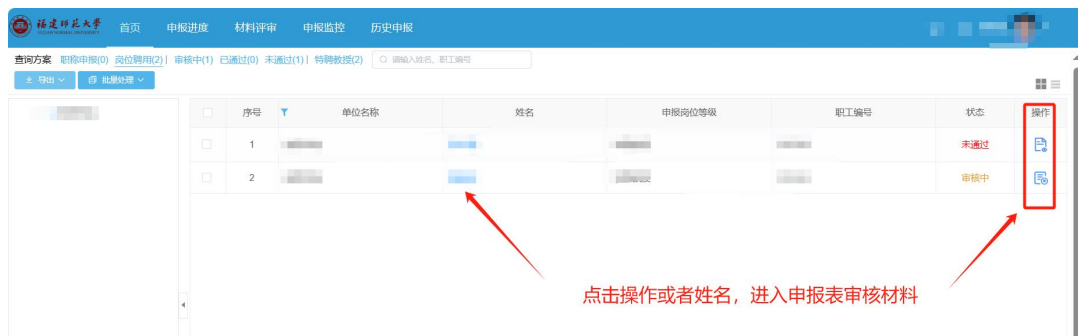 福建师范大学 首页 申报进度 材料评审 申报监控 历史申报
FUJIAN NORMAL UNIVERSITY
查询方案 职称申报(0) 岗位聘用(2)| 审核中(1) 已通过(0) 未通过(1)| 特聘教授(2) 请输入姓名、职工编号
导出 批量处理
序号 单位名称 姓名 申报岗位等级 职工编号 状态 操作
1 未通过
2 审核中
点击操作或者姓名，进入申报表审核材料